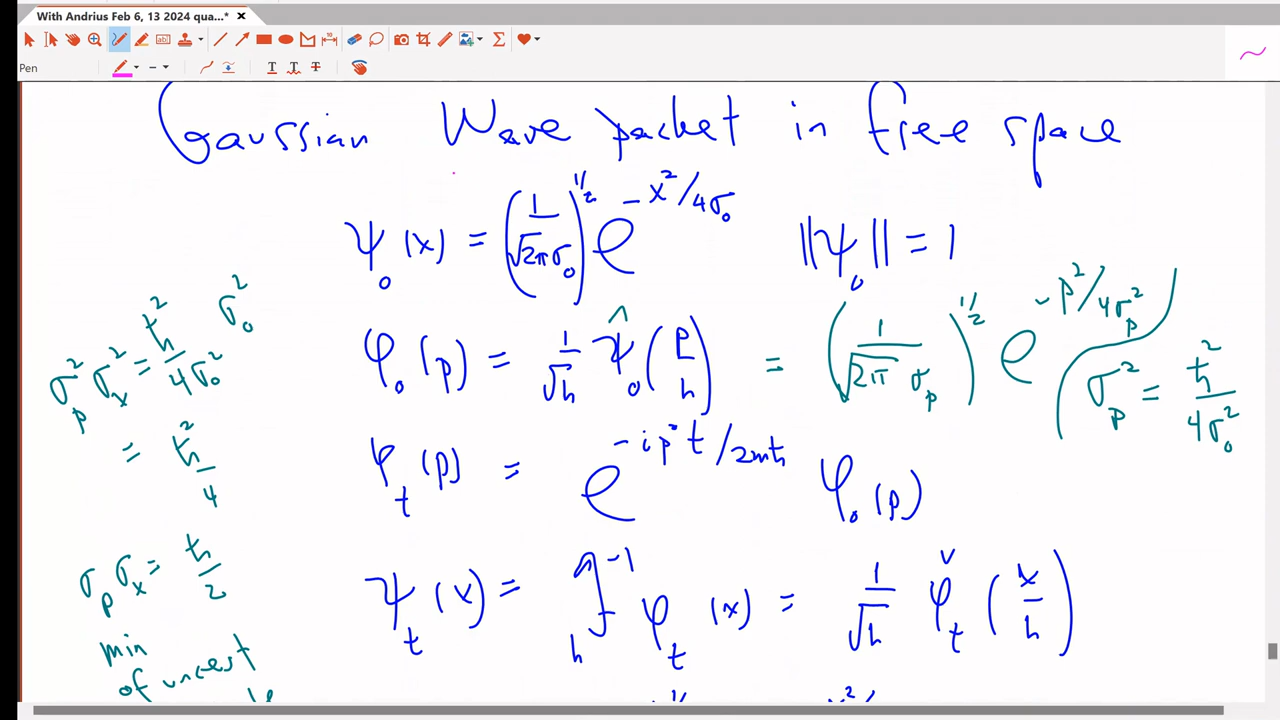 With Andrius Feb 6, 13 2024 qua...* ×
Pen
Gaussian Wave packet in free space
ψ₀(x) = (1/√2π σ₀)^1/2 e^−x²/4σ₀  ||ψ₀|| = 1
φ₀(p) = 1/√h ψ̂₀(p/h) = (1/√2π σ_p)^1/2 e^−p²/4σ_p²
σ_p² = ħ²/4σ₀²
φ_t(p) = e^−ip²t/2mħ φ₀(p)
ψ_t(x) = F_h^−1 φ_t(x) = 1/√h φ̌_t(x/h)
σ_p² σ_x² = ħ²/4σ₀² σ₀²
= ħ²/4
σ_p σ_x = ħ/2
min
of uncert